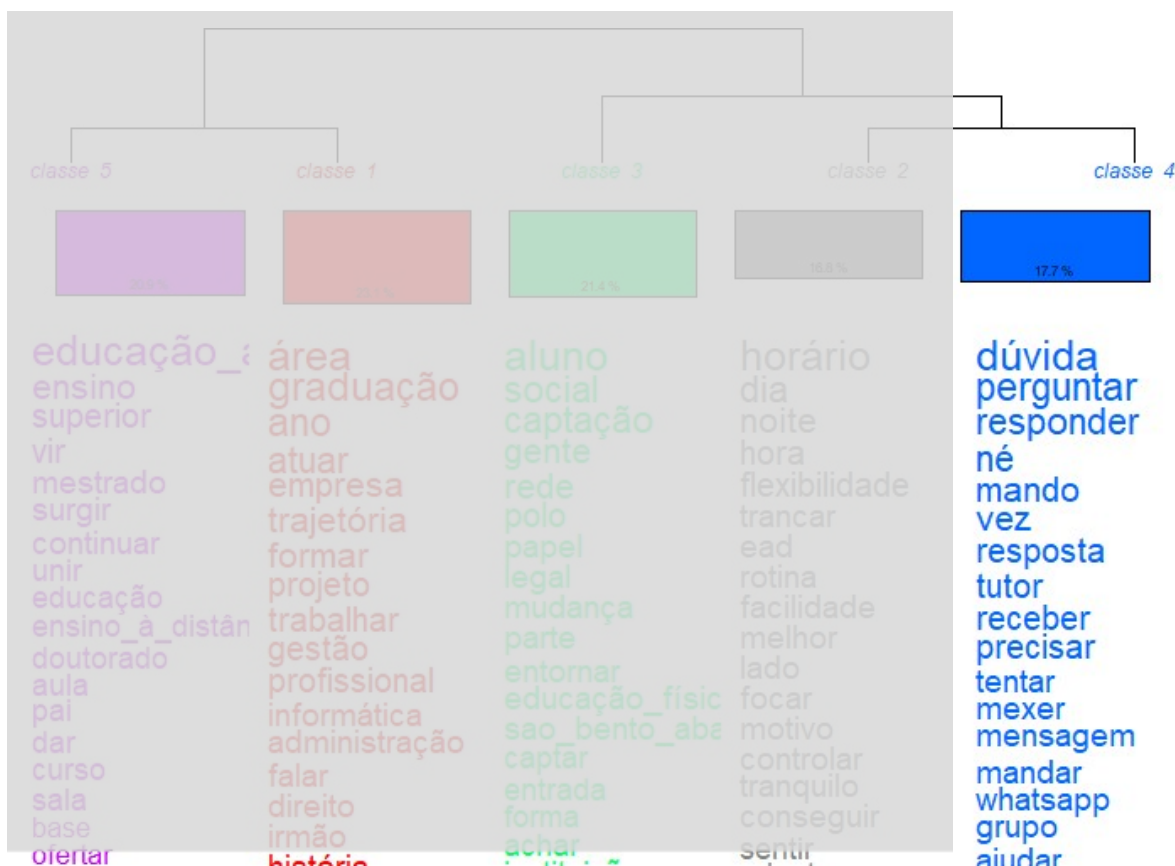 classe 5
classe 1
classe 3
classe 2
classe 4
21.4 %
16.8 %
17.7 %
educação_a
ensino
superior
vir
mestrado
surgir
continuar
unir
educação
ensino_à_distân
doutorado
aula
pai
dar
curso
sala
base
ofertar
área
graduação
ano
atuar
empresa
trajetória
formar
projeto
trabalhar
gestão
profissional
informática
administração
falar
direito
irmão
história
aluno
social
captação
gente
rede
polo
papel
legal
mudança
parte
entornar
educação_físic
sao_bento_aba
captar
entrada
forma
achar
horário
dia
noite
hora
flexibilidade
trancar
ead
rotina
facilidade
melhor
lado
focar
motivo
controlar
tranquilo
conseguir
sentir
dúvida
perguntar
responder
né
mando
vez
resposta
tutor
receber
precisar
tentar
mexer
mensagem
mandar
whatsapp
grupo
ajudar